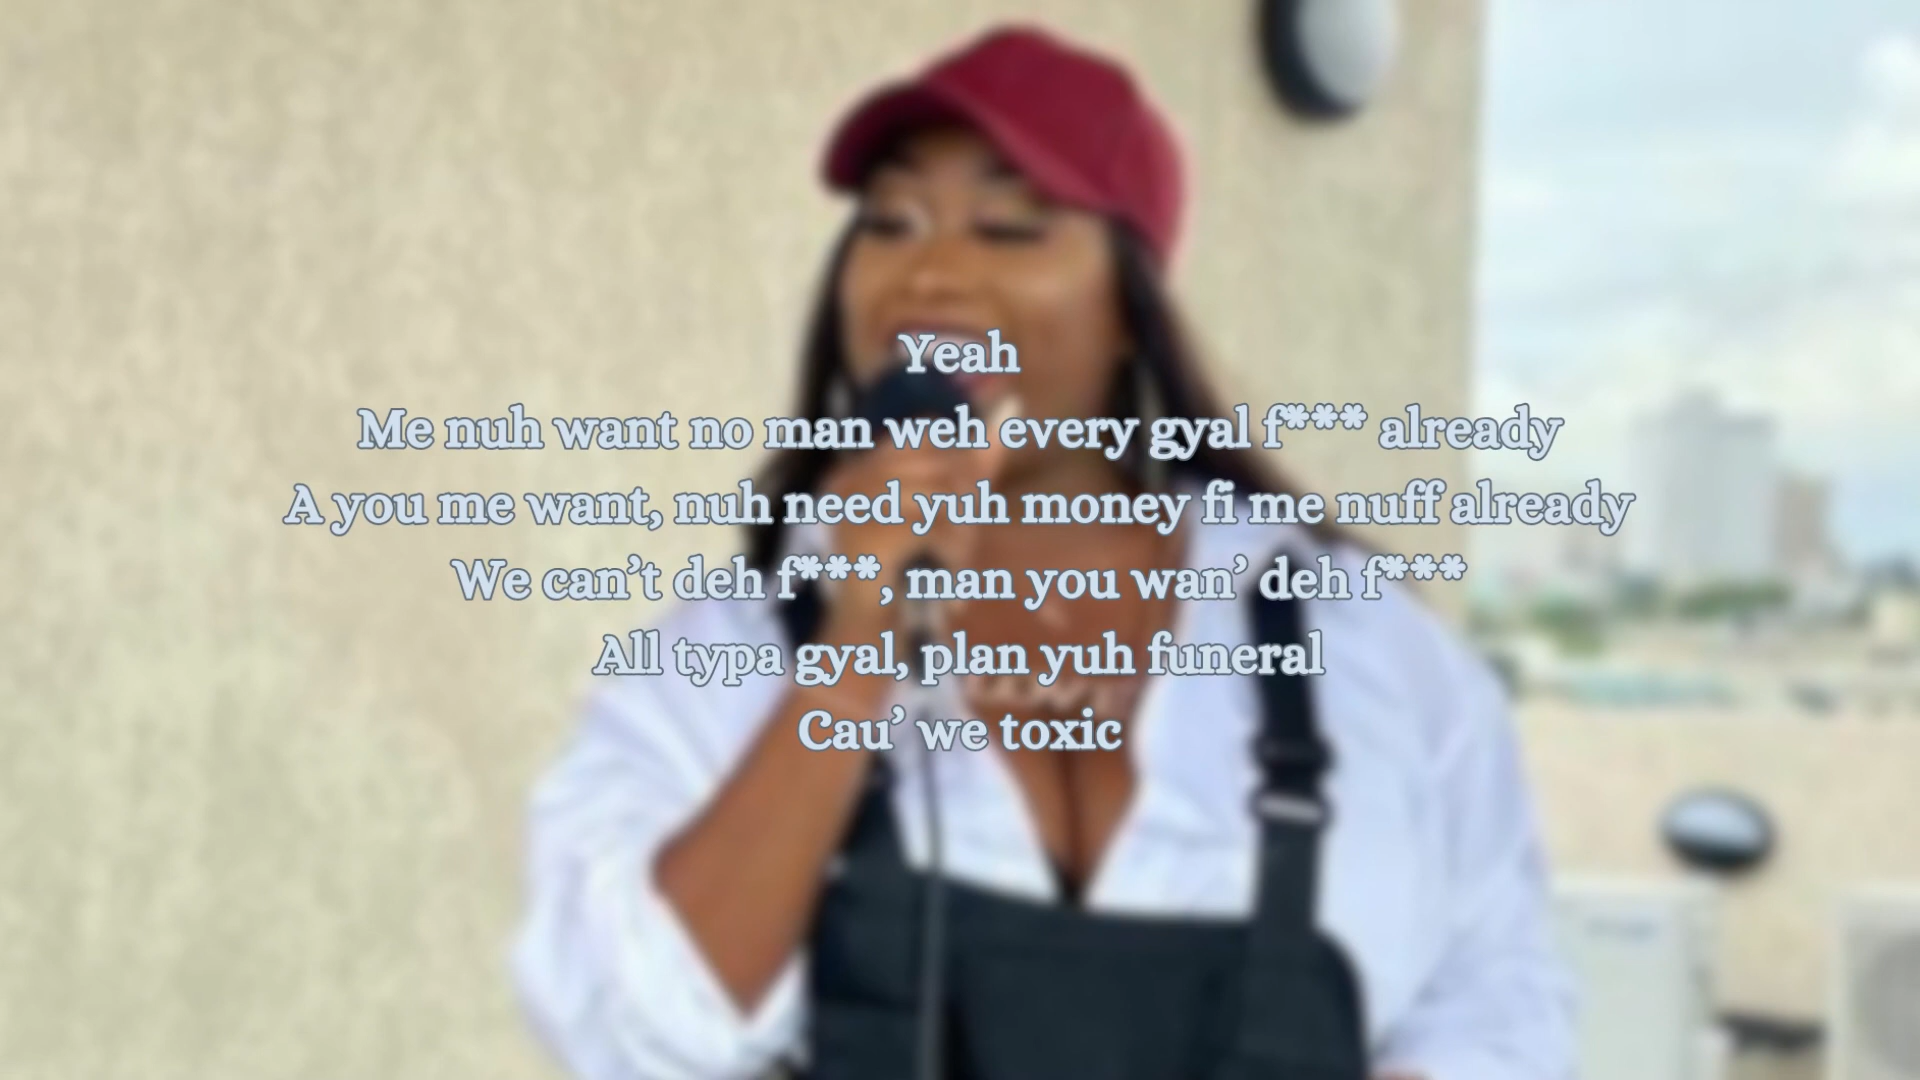 Yeah
Me nuh want no man weh every gyal f*** already
A you me want, nuh need yuh money fi me nuff already
We can’t deh f***, man you wan’ deh f***
All typa gyal, plan yuh funeral
Cau’ we toxic